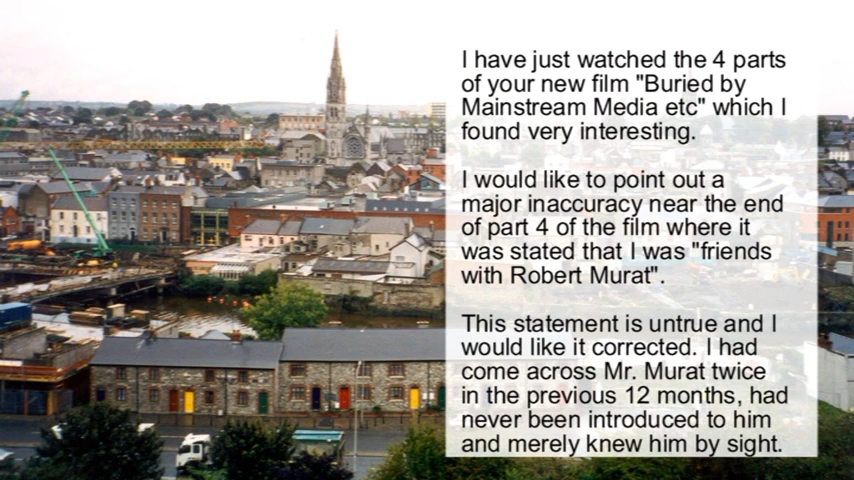 I have just watched the 4 parts
of your new film "Buried by
Mainstream Media etc" which I
found very interesting.
I would like to point out a
major inaccuracy near the end
of part 4 of the film where it
was stated that I was "friends
with Robert Murat".
This statement is untrue and I
would like it corrected. I had
come across Mr. Murat twice
in the previous 12 months, had
never been introduced to him
and merely knew him by sight.